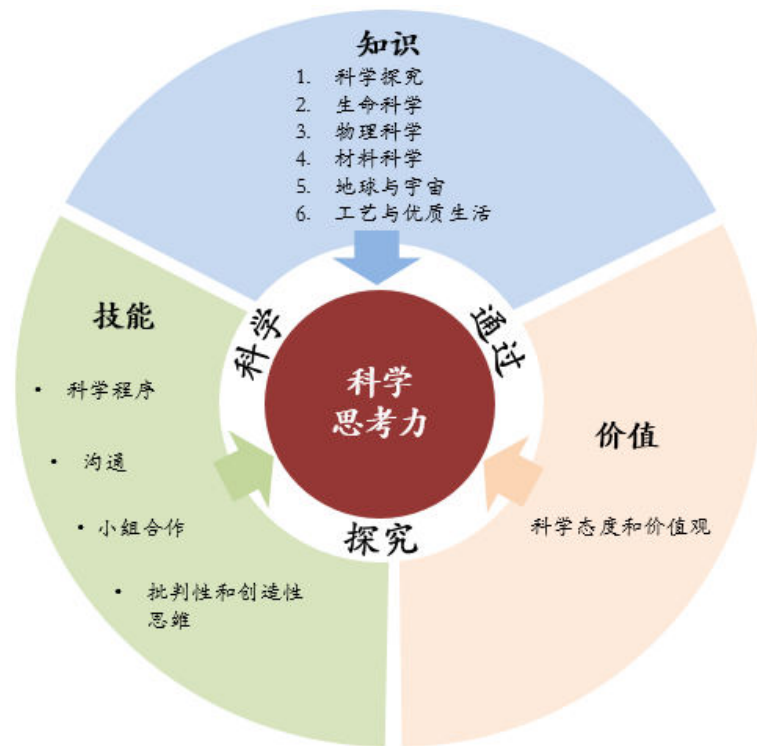 知识
1. 科学探究
2. 生命科学
3. 物理科学
4. 材料科学
5. 地球与宇宙
6. 工艺与优质生活
技能
• 科学程序
• 沟通
• 小组合作
• 批判性和创造性
思维
价值
科学态度和价值观
通过
科学
探究
科学
思考力